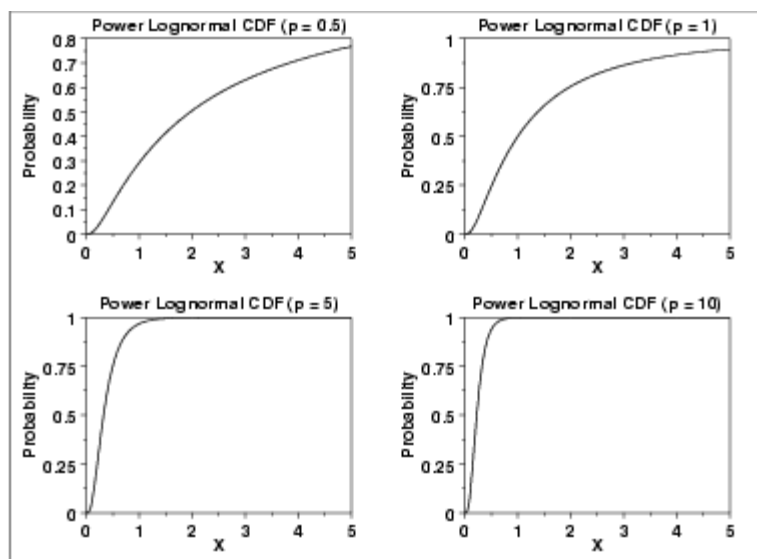 Power Lognormal CDF (p = 0.5)
0.8
0.7
0.6
0.5
0.4
0.3
0.2
0.1
0
Probability
0 1 2 3 4 5
X
Power Lognormal CDF (p = 1)
1
0.75
0.5
0.25
0
Probability
0 1 2 3 4 5
X
Power Lognormal CDF (p = 5)
1
0.75
0.5
0.25
0
Probability
0 1 2 3 4 5
X
Power Lognormal CDF (p = 10)
1
0.75
0.5
0.25
0
Probability
0 1 2 3 4 5
X